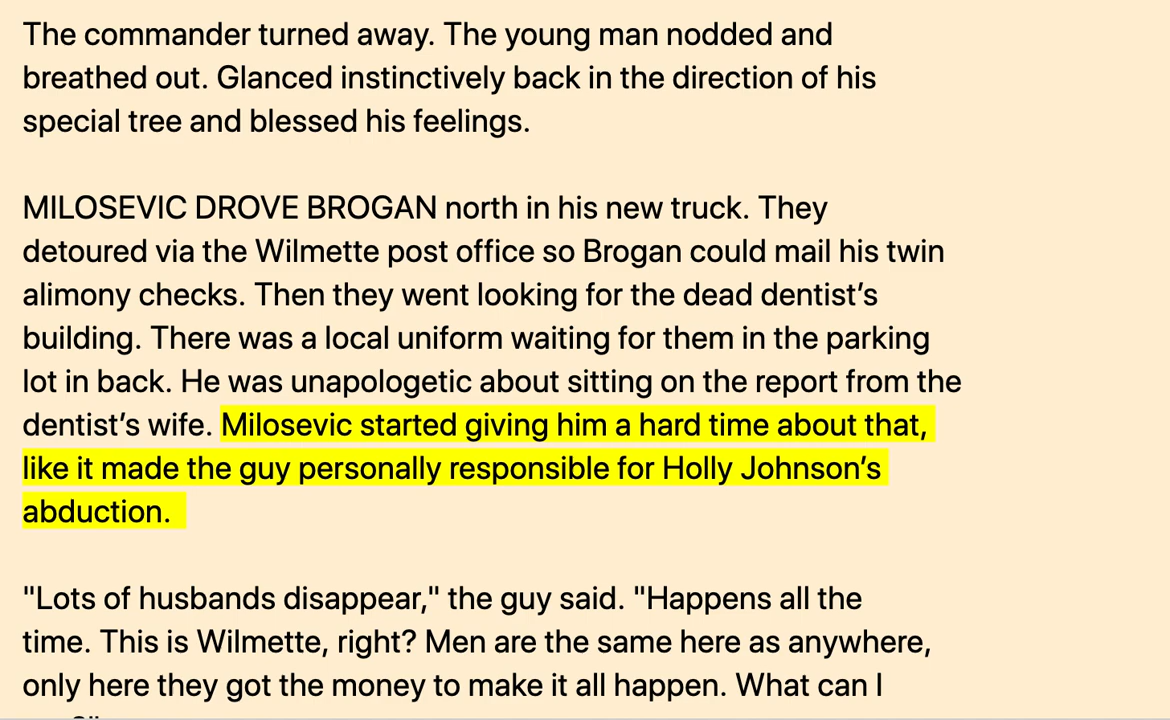 The commander turned away. The young man nodded and
breathed out. Glanced instinctively back in the direction of his
special tree and blessed his feelings.
MILOSEVIC DROVE BROGAN north in his new truck. They
detoured via the Wilmette post office so Brogan could mail his twin
alimony checks. Then they went looking for the dead dentist’s
building. There was a local uniform waiting for them in the parking
lot in back. He was unapologetic about sitting on the report from the
dentist’s wife. Milosevic started giving him a hard time about that,
like it made the guy personally responsible for Holly Johnson’s
abduction.
"Lots of husbands disappear," the guy said. "Happens all the
time. This is Wilmette, right? Men are the same here as anywhere,
only here they got the money to make it all happen. What can I